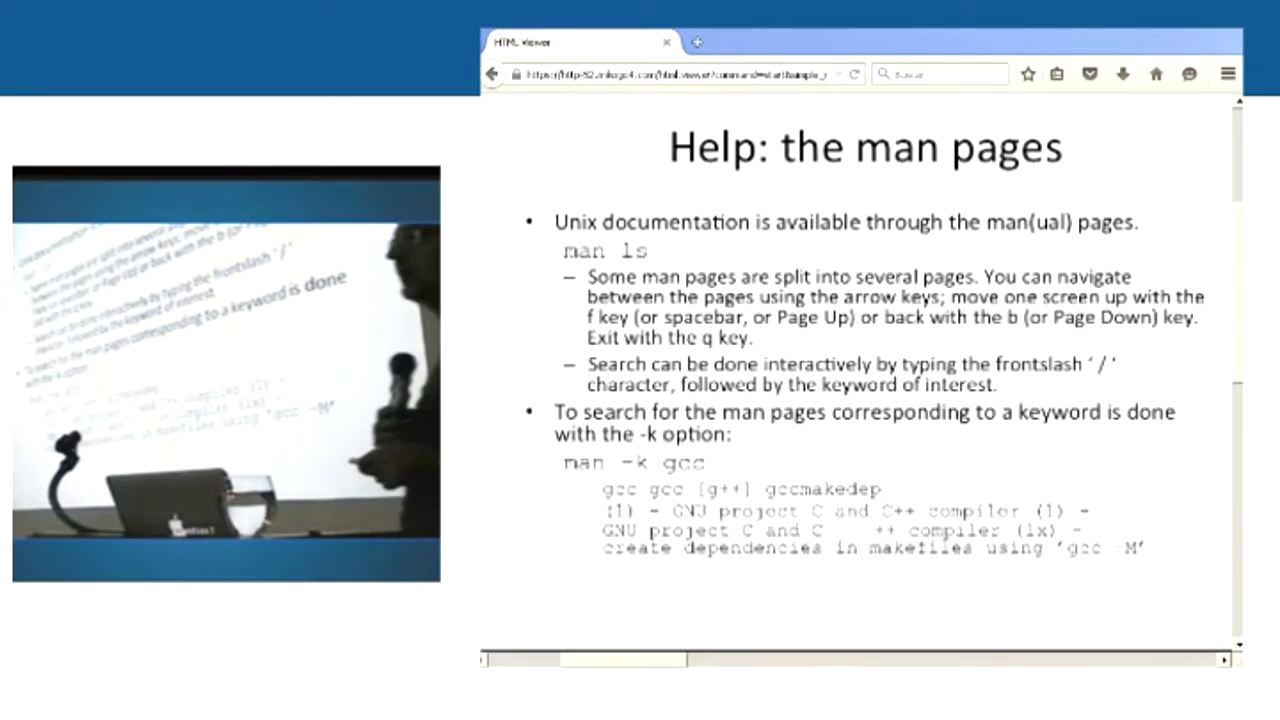 HTML viewer
Buscar
Help: the man pages
• Unix documentation is available through the man(ual) pages.
man ls
– Some man pages are split into several pages. You can navigate
between the pages using the arrow keys; move one screen up with the
f key (or spacebar, or Page Up) or back with the b (or Page Down) key.
Exit with the q key.
– Search can be done interactively by typing the frontslash ‘/‘
character, followed by the keyword of interest.
• To search for the man pages corresponding to a keyword is done
with the -k option:
man -k gcc
gcc gcc [g++] gccmakedep
(1) - GNU project C and C++ compiler (1) -
GNU project C and C ++ compiler (1x) -
create dependencies in makefiles using ’gcc -M’